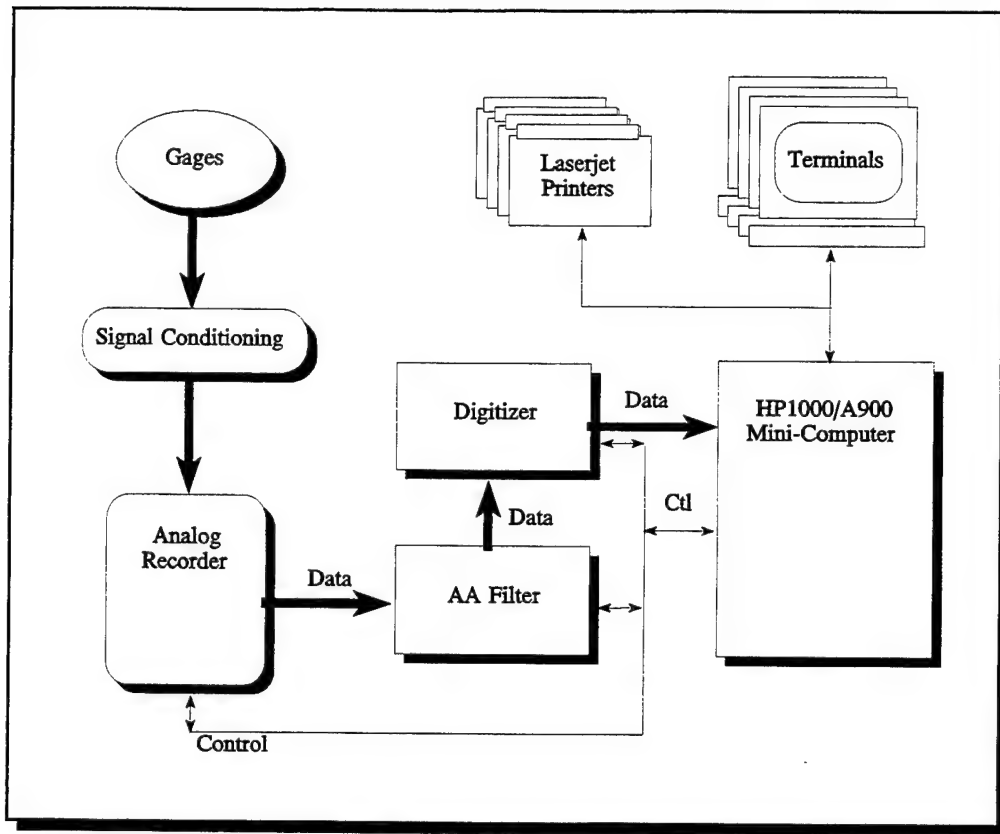 Gages
Laserjet
Printers
Terminals
Signal Conditioning
Digitizer
Data
HP1000/A900
Mini-Computer
Data
Ctl
Analog
Recorder
Data
AA Filter
Control